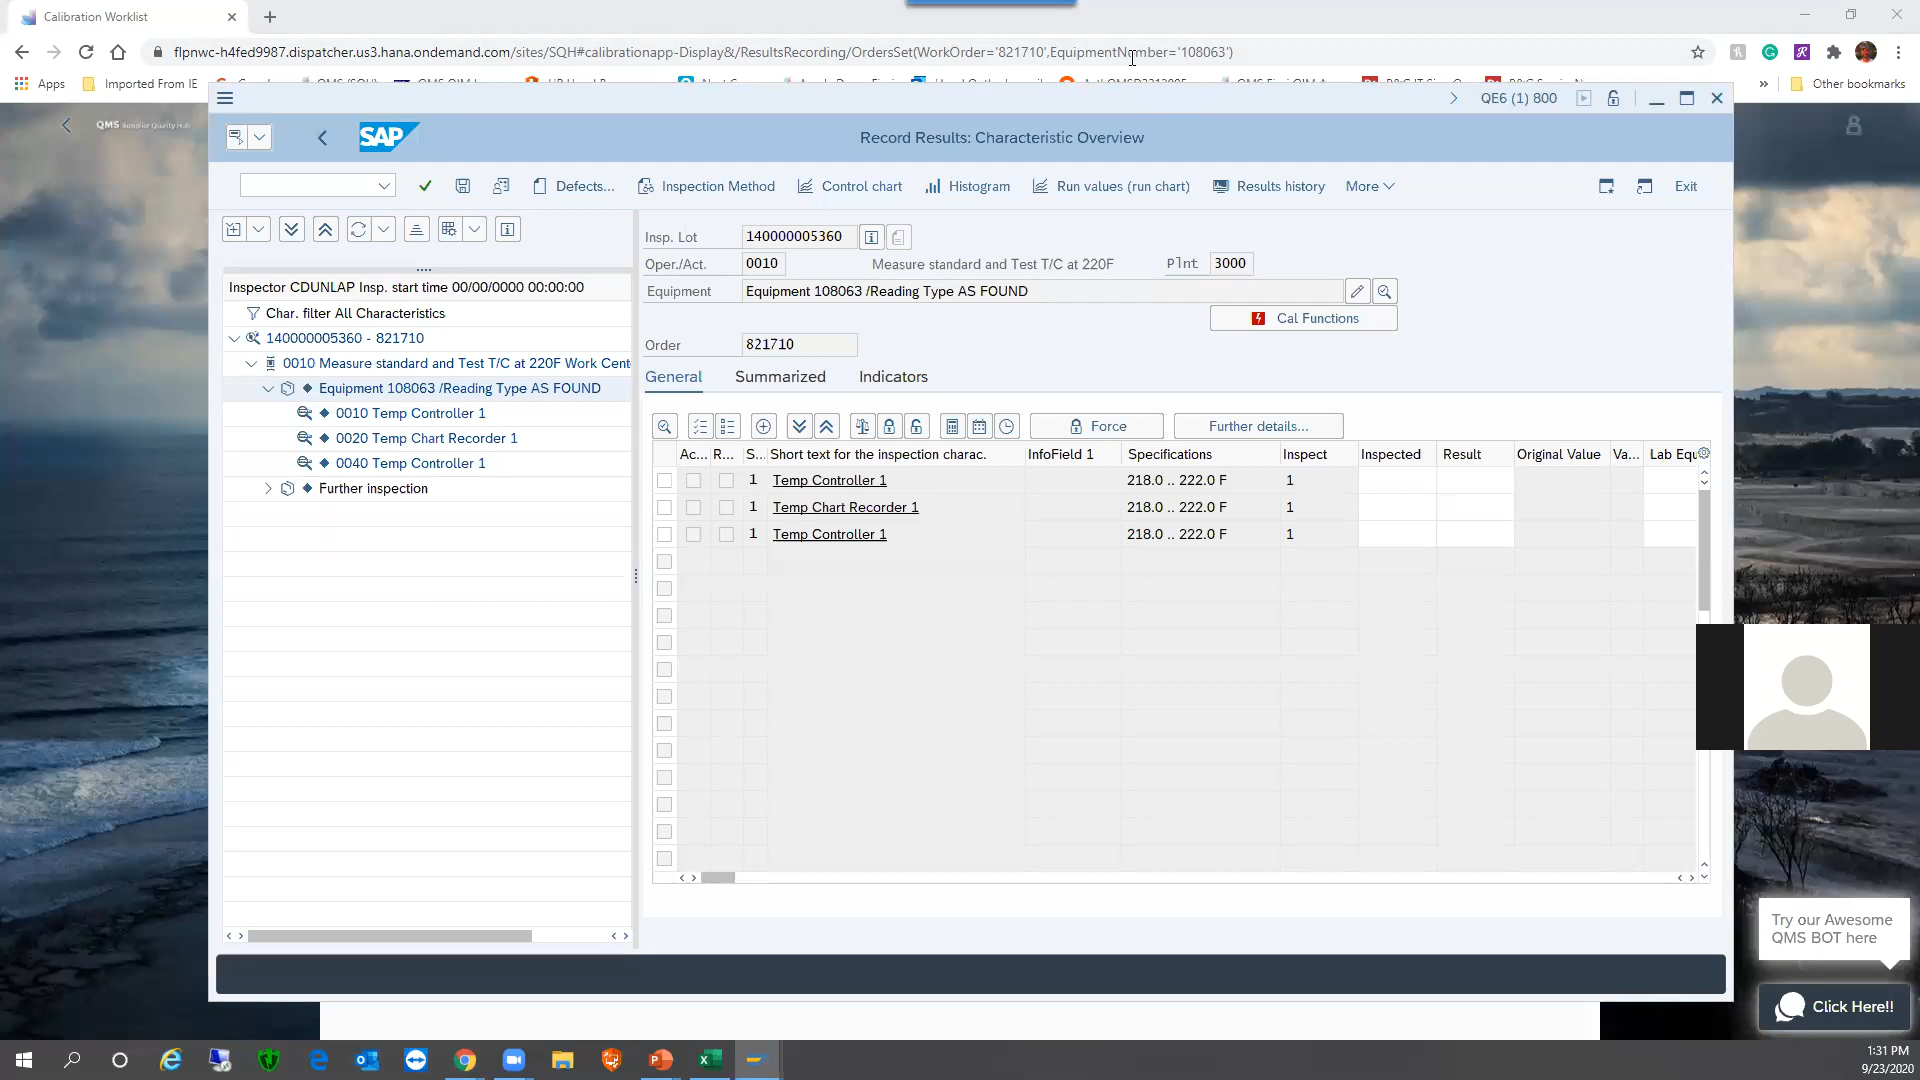 Calibration Worklist
flpnwc-h4fed9987.dispatcher.us3.hana.ondemand.com/sites/SQH#calibrationapp-Display&/ResultsRecording/OrdersSet(WorkOrder='821710',EquipmentNumber='108063')
Apps Imported From IE Other bookmarks
QE6 (1) 800
QMS Supplier Quality Hub
SAP Record Results: Characteristic Overview
Defects... Inspection Method Control chart Histogram Run values (run chart) Results history More Exit
Insp. Lot 140000005360
Oper./Act. 0010 Measure standard and Test T/C at 220F Plnt 3000
Equipment Equipment 108063 /Reading Type AS FOUND
Cal Functions
Order 821710
Inspector CDUNLAP Insp. start time 00/00/0000 00:00:00
Char. filter All Characteristics
140000005360 - 821710
0010 Measure standard and Test T/C at 220F Work Cent
Equipment 108063 /Reading Type AS FOUND
0010 Temp Controller 1
0020 Temp Chart Recorder 1
0040 Temp Controller 1
Further inspection
General Summarized Indicators
Force Further details...
Ac... R... S... Short text for the inspection charac. InfoField 1 Specifications Inspect Inspected Result Original Value Va... Lab Equ
1 Temp Controller 1 218.0 .. 222.0 F 1
1 Temp Chart Recorder 1 218.0 .. 222.0 F 1
1 Temp Controller 1 218.0 .. 222.0 F 1
Try our Awesome
QMS BOT here
Click Here!!
1:31 PM
9/23/2020